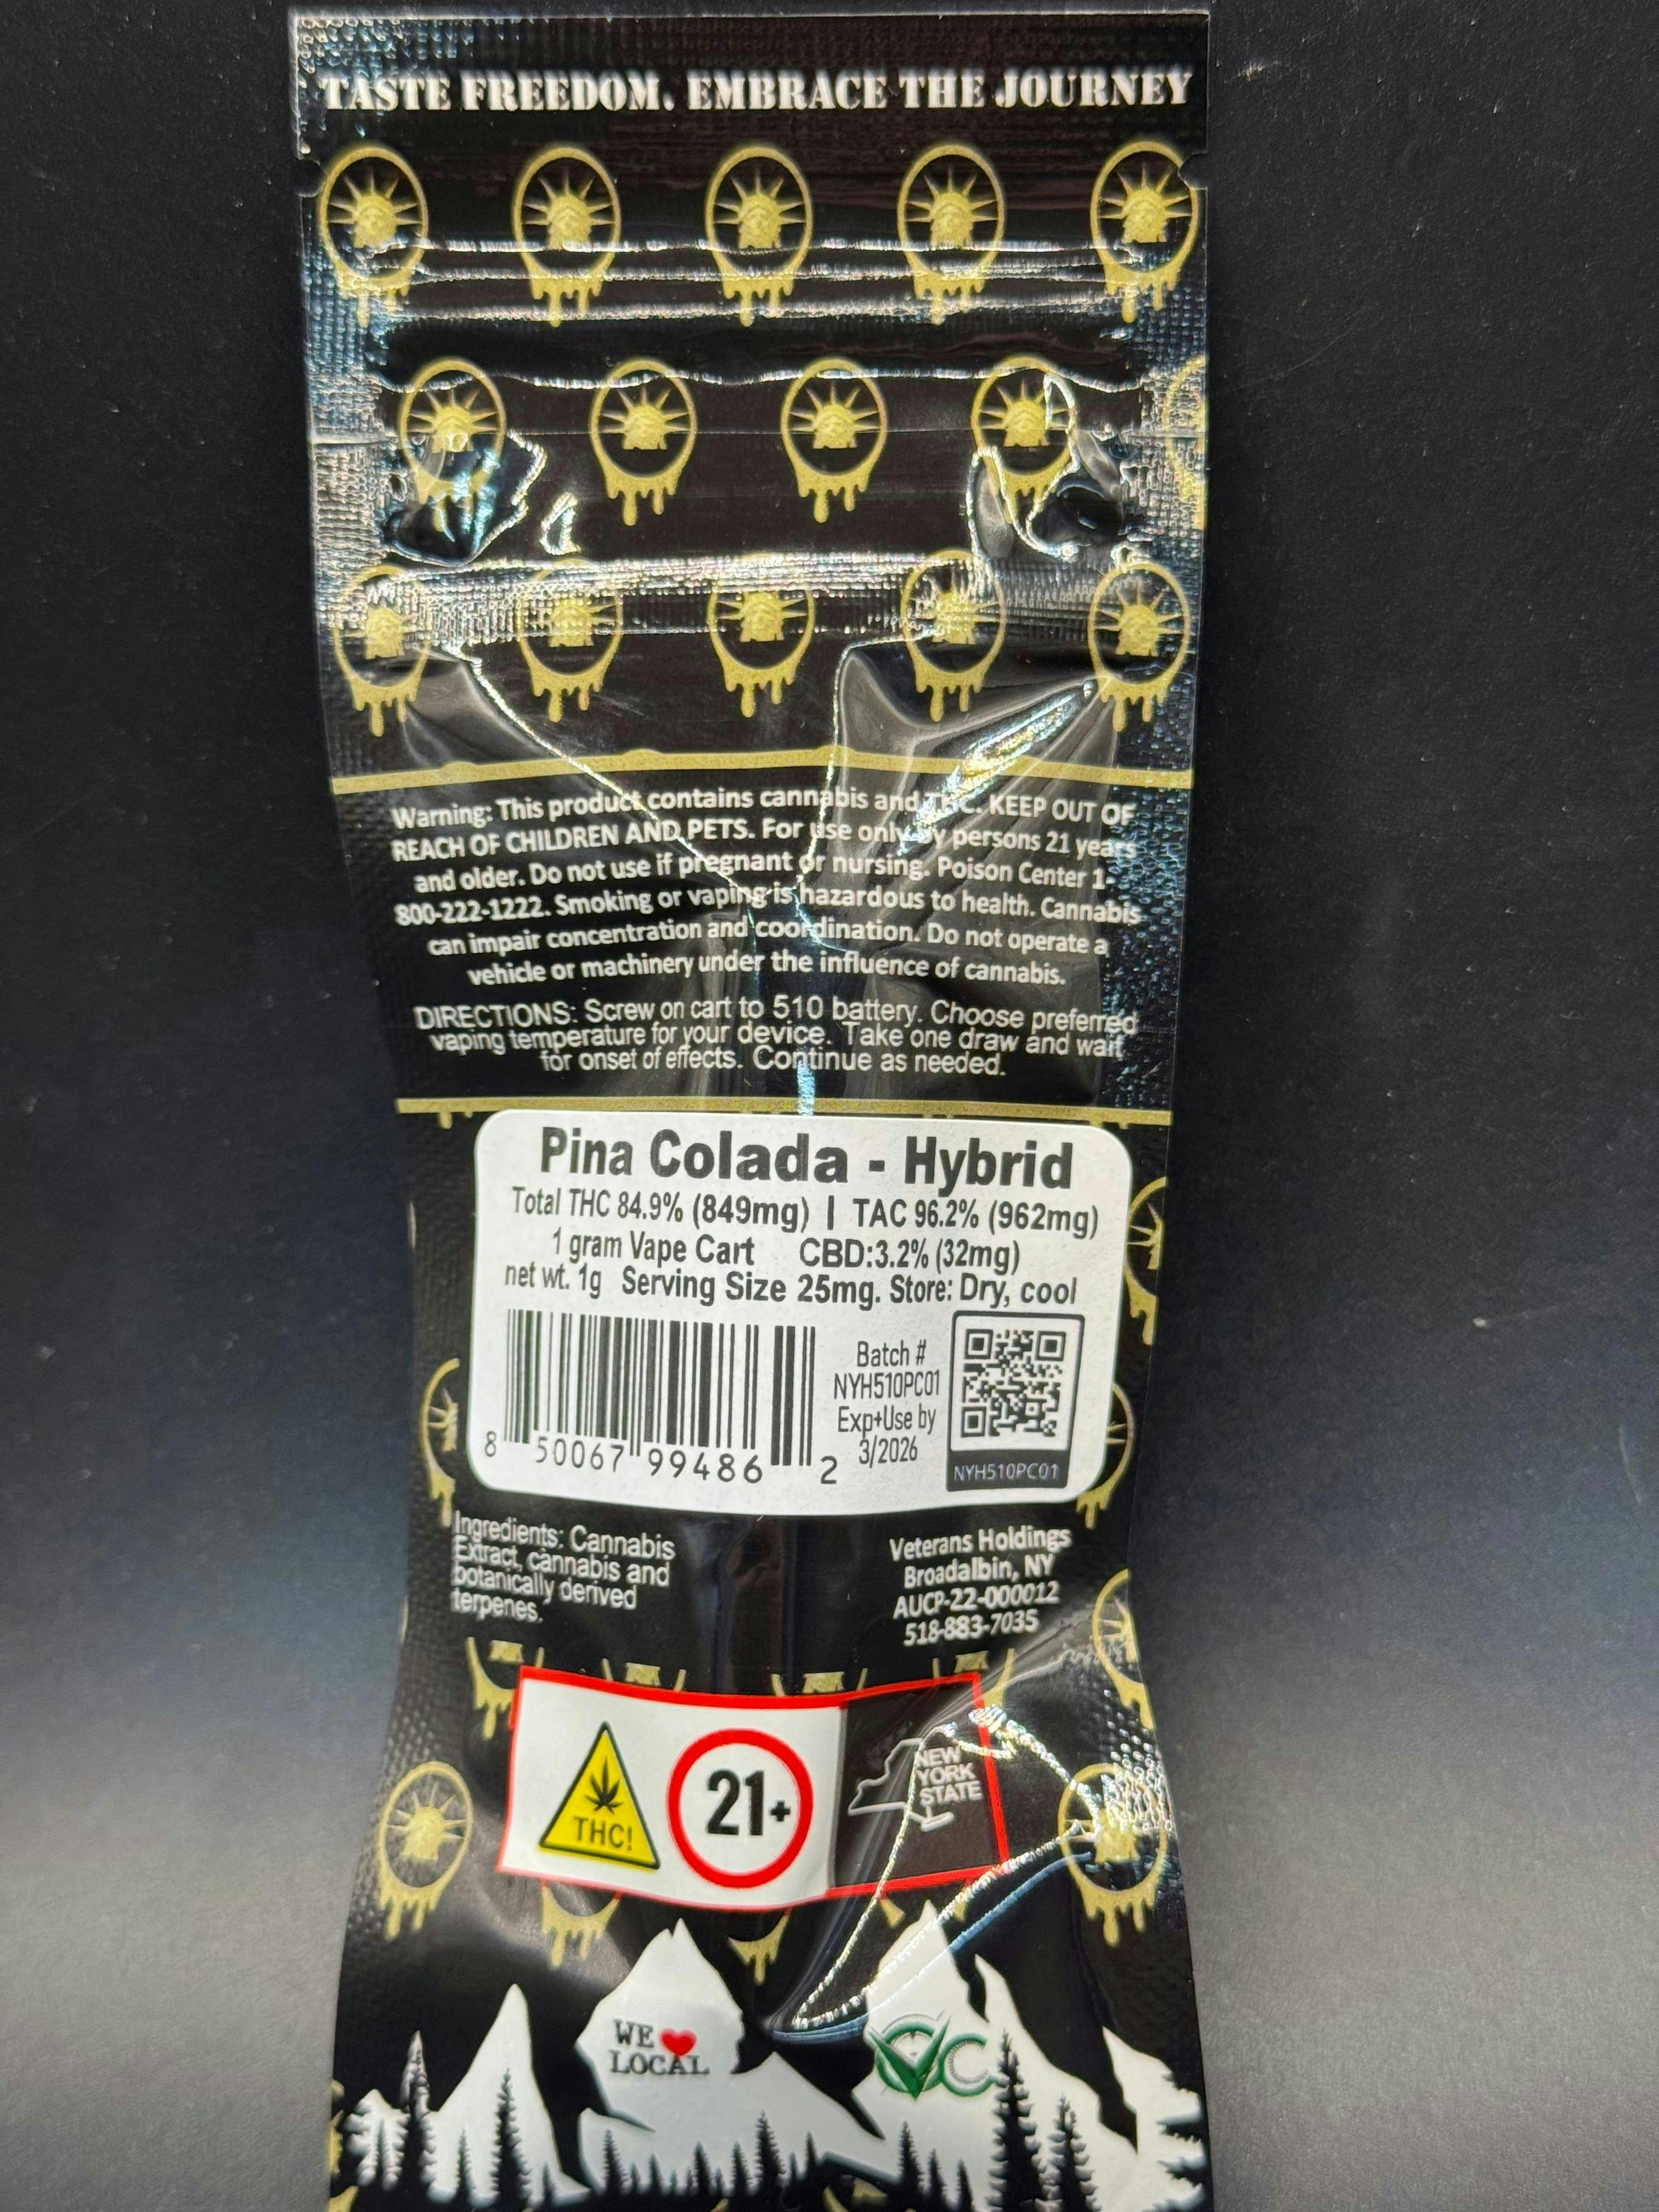 TASTE FREEDOM. EMBRACE THE JOURNEY
Warning: This product contains cannabis and THC. KEEP OUT OF
REACH OF CHILDREN AND PETS. For use only by persons 21 years
and older. Do not use if pregnant or nursing. Poison Center 1-
800-222-1222. Smoking or vaping is hazardous to health. Cannabis
can impair concentration and coordination. Do not operate a
vehicle or machinery under the influence of cannabis.
DIRECTIONS: Screw on cart to 510 battery. Choose preferred
vaping temperature for your device. Take one draw and wait
for onset of effects. Continue as needed.
Pina Colada - Hybrid
Total THC 84.9% (849mg) | TAC 96.2% (962mg)
1 gram Vape Cart CBD:3.2% (32mg)
net wt. 1g Serving Size 25mg. Store: Dry, cool
Batch #
NYH510PC01
Exp+Use by
3/2026
8 50067 99486 2
NYH510PC01
Ingredients: Cannabis
Extract, cannabis and
botanically derived
terpenes.
Veterans Holdings
Broadalbin, NY
AUCP-22-000012
518-883-7035
THC!
21+
NEW
YORK
STATE
WE
LOCAL
VC